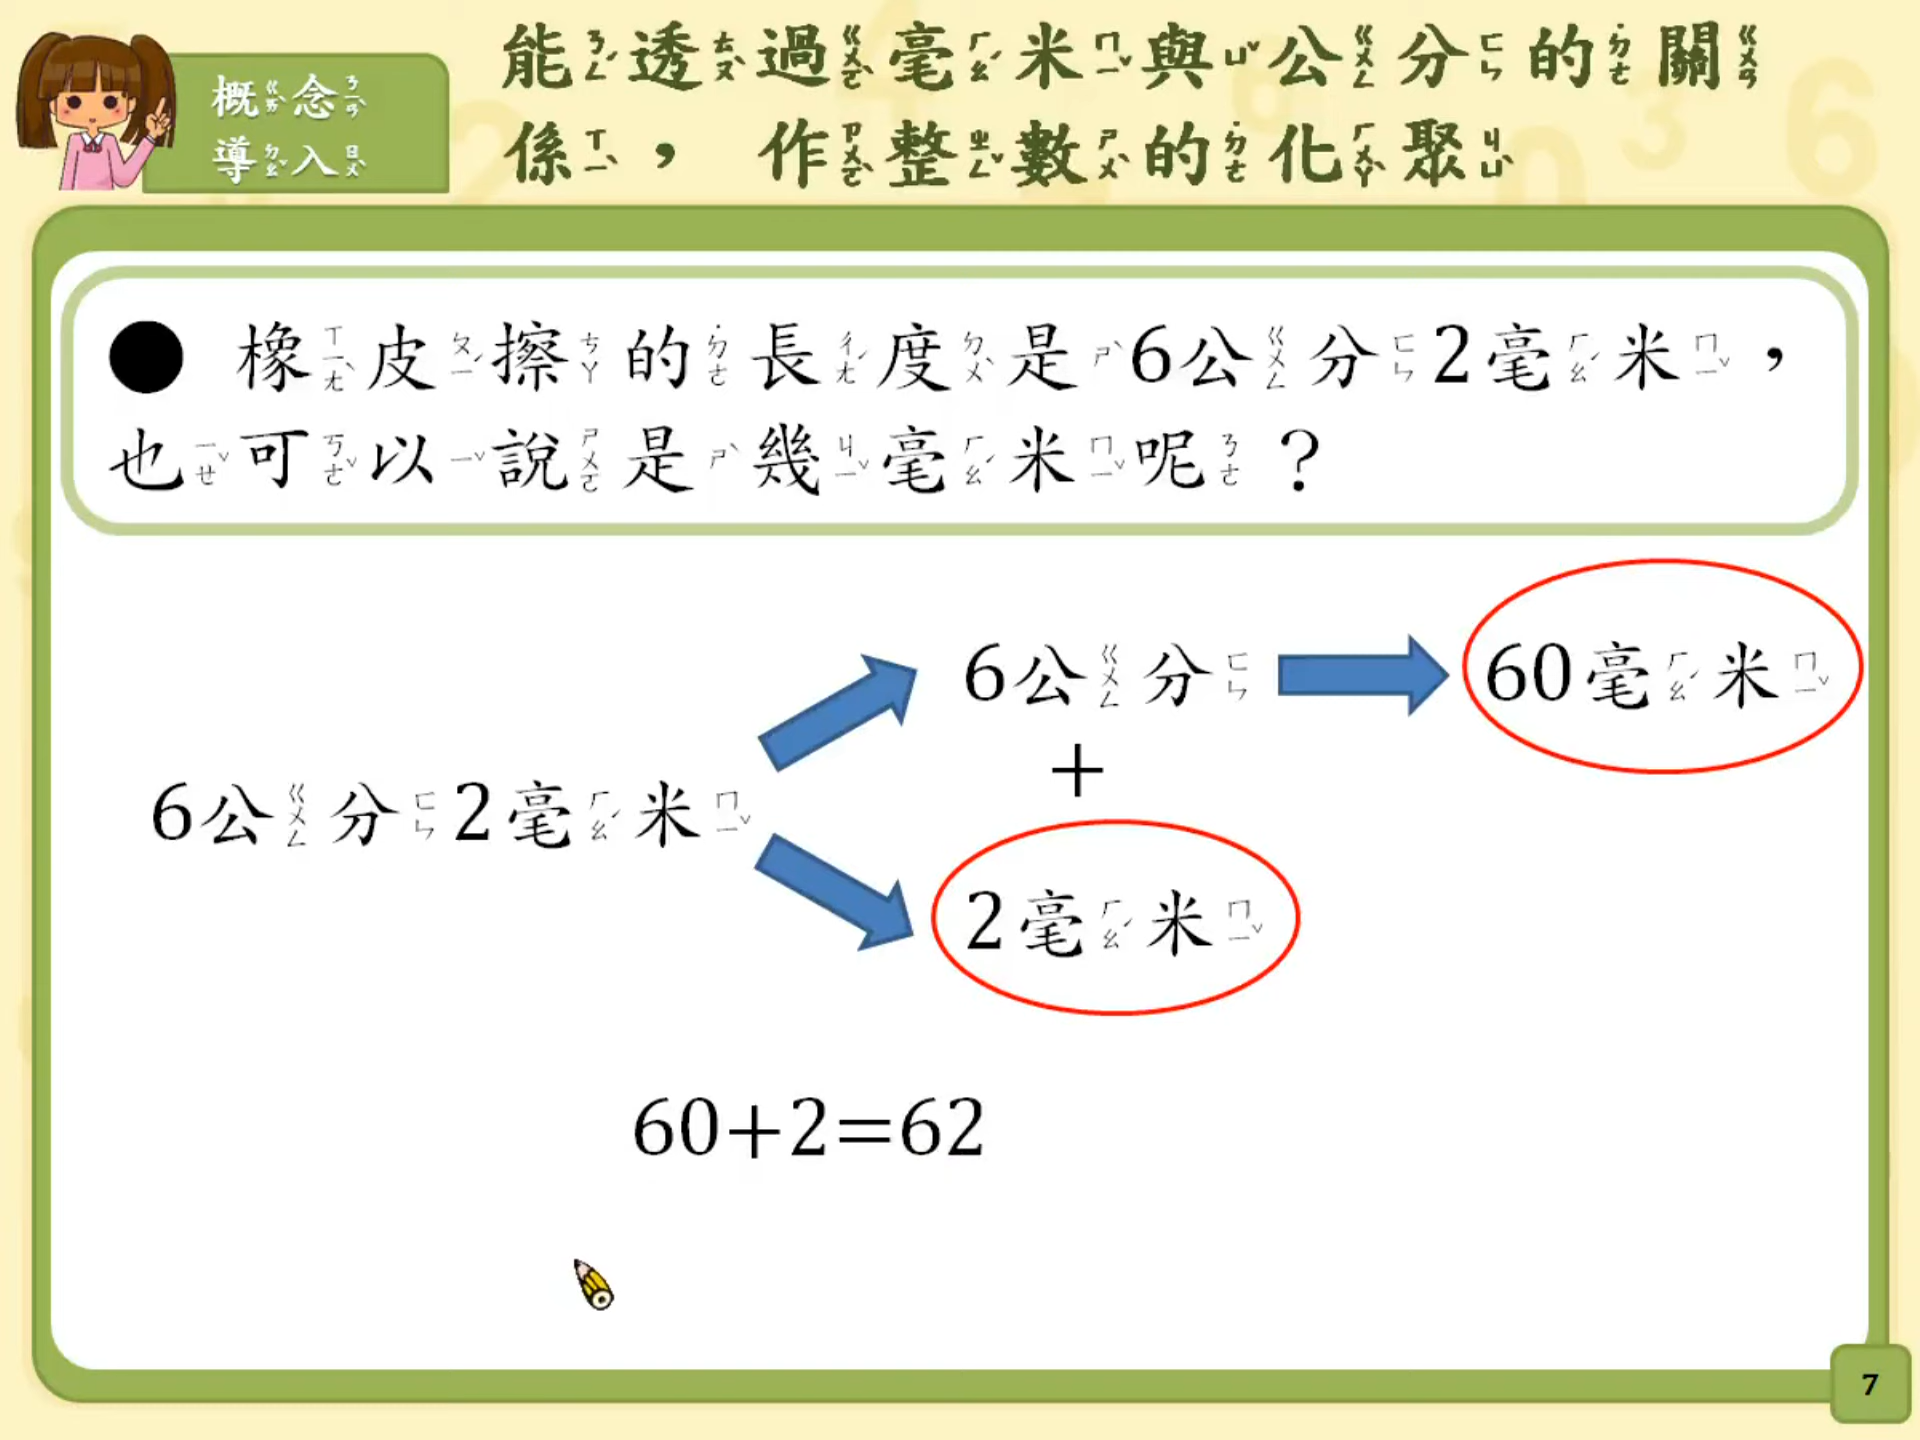 概念
導入
能透過毫米與公分的關
係，作整數的化聚
● 橡皮擦的長度是6公分2毫米，
也可以說是幾毫米呢？
6公分
60毫米
+
6公分2毫米
2毫米
60+2=62
7